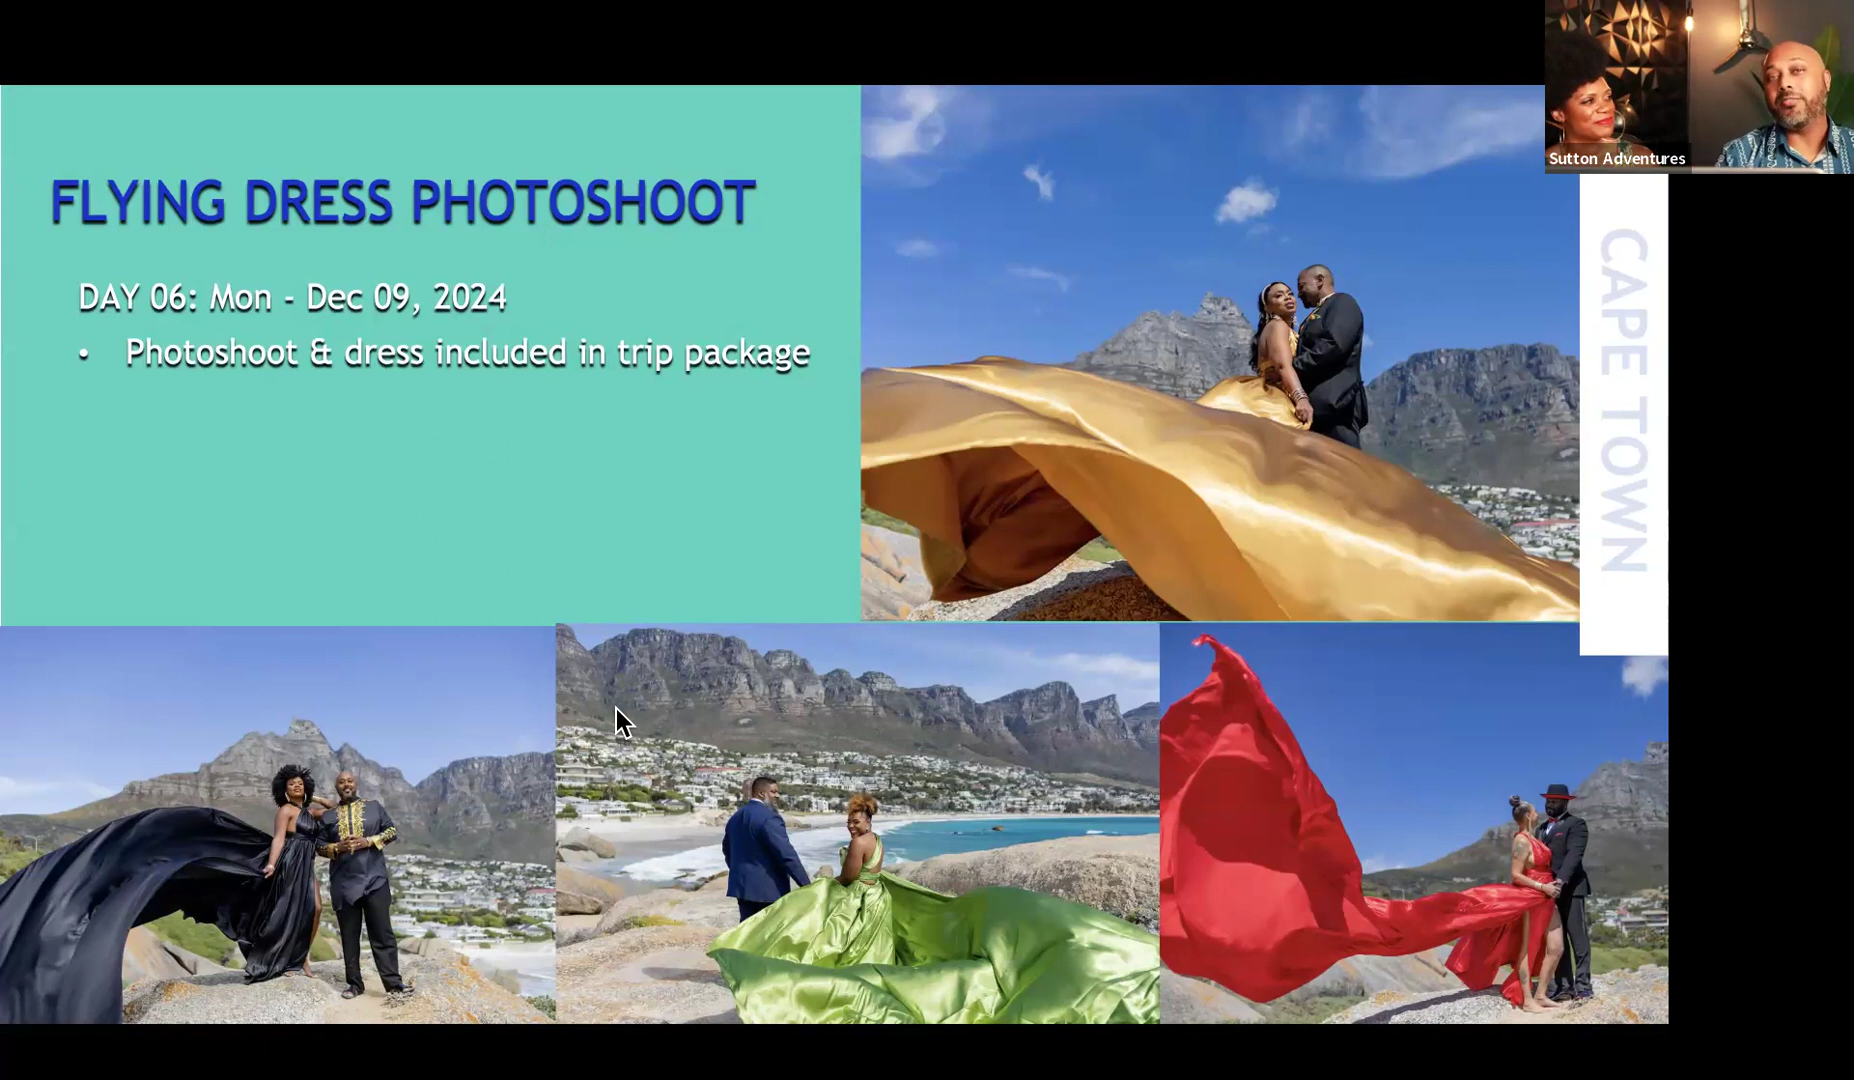 FLYING DRESS PHOTOSHOOT
DAY 06: Mon - Dec 09, 2024
• Photoshoot & dress included in trip package
Sutton Adventures
CAPE TOWN